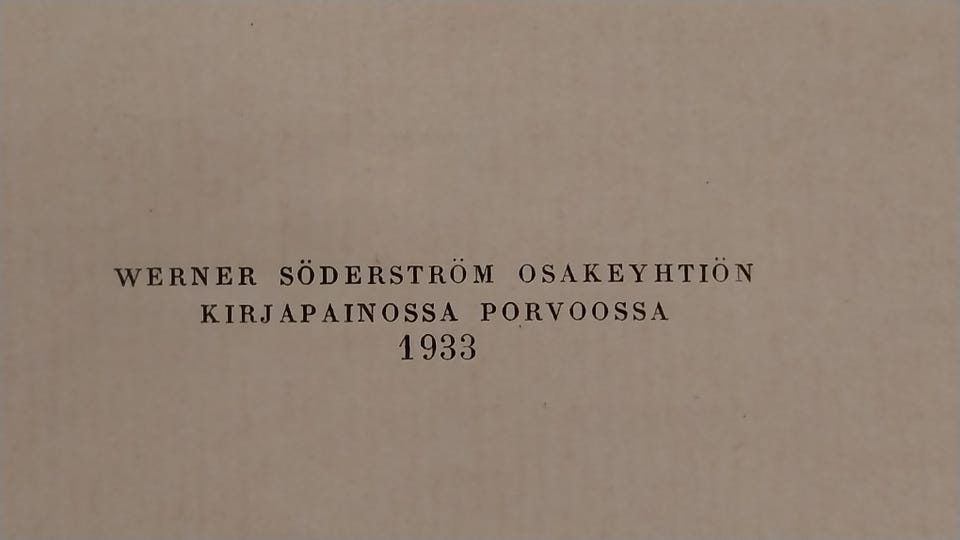 WERNER SÖDERSTRÖM OSAKEYHTIÖN
KIRJAPAINOSSA PORVOOSSA
1933